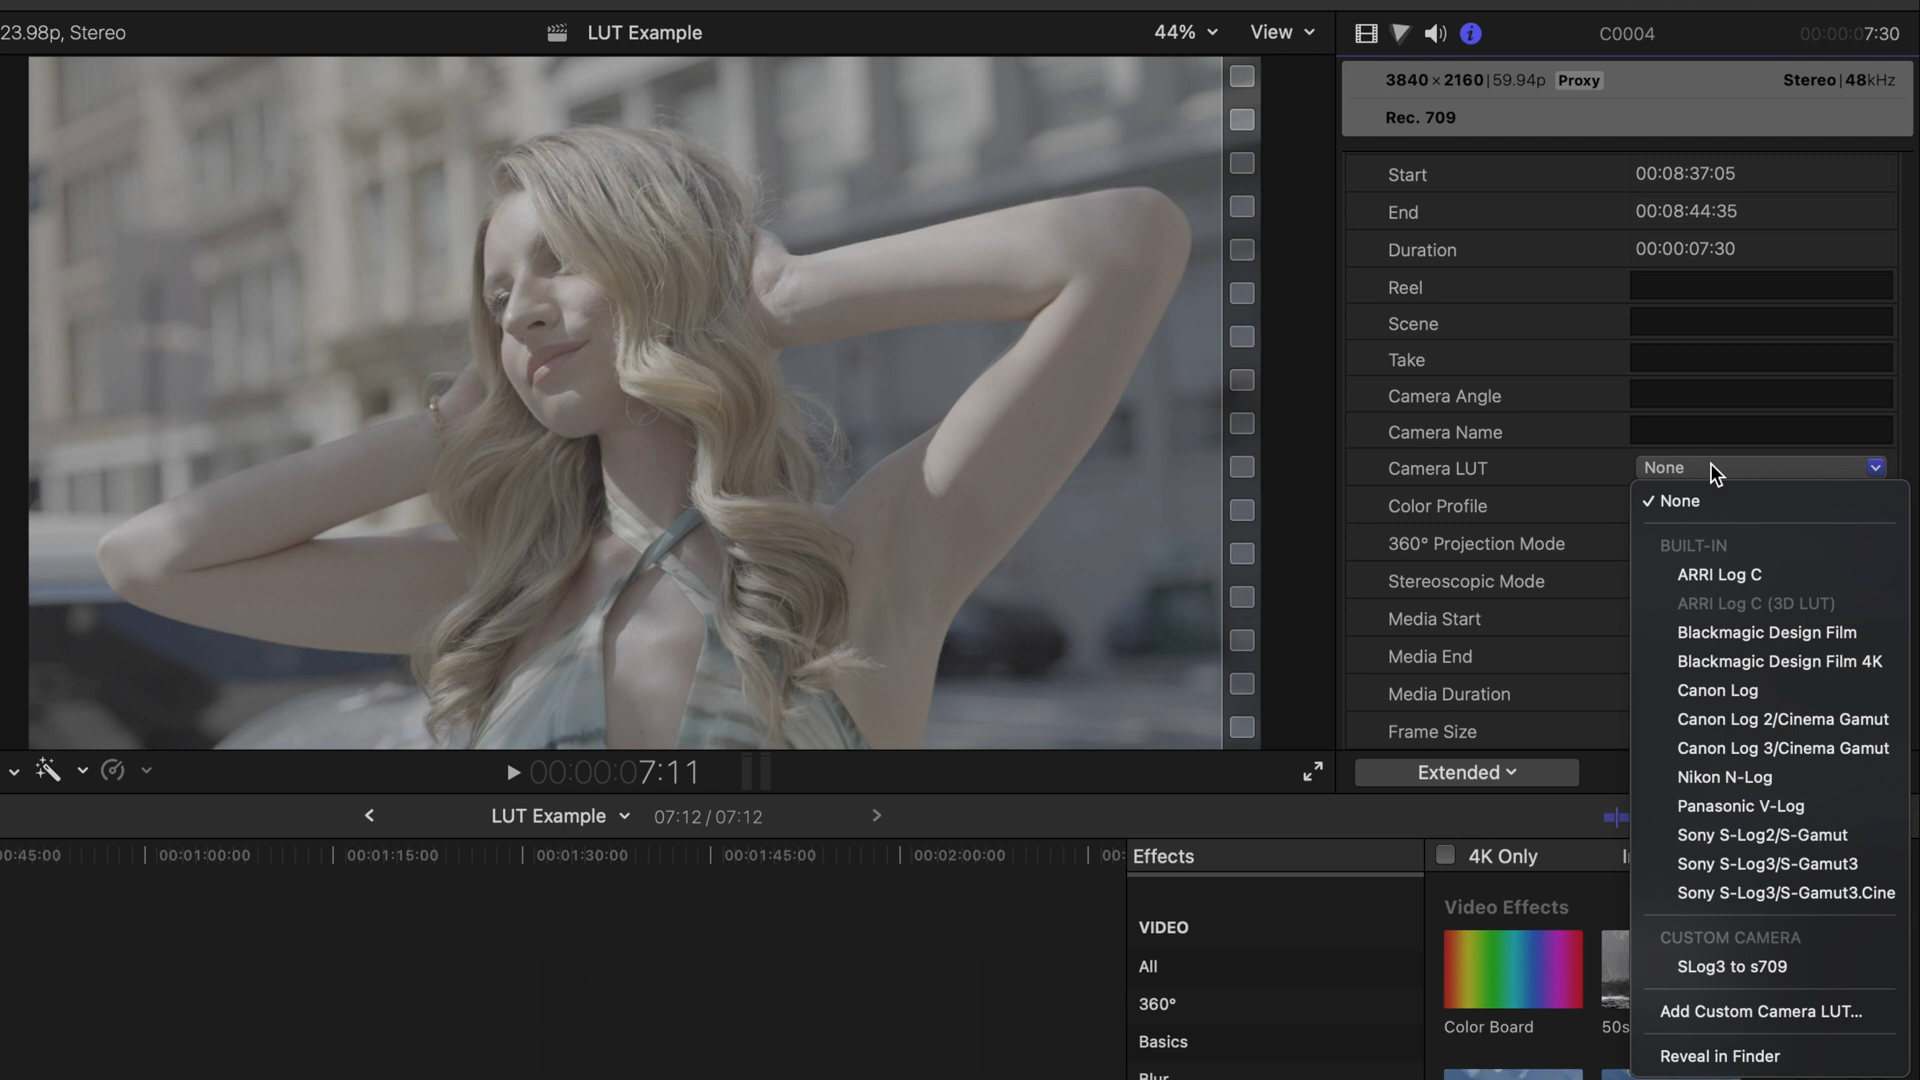 23.98p, Stereo
LUT Example
44%
View
C0004
00:00:07:30
3840 × 2160 | 59.94p Proxy
Stereo | 48kHz
Rec. 709
Start 00:08:37:05
End 00:08:44:35
Duration 00:00:07:30
Reel
Scene
Take
Camera Angle
Camera Name
Camera LUT None
✓ None
Color Profile
BUILT-IN
360° Projection Mode
ARRI Log C
Stereoscopic Mode
ARRI Log C (3D LUT)
Media Start
Blackmagic Design Film
Media End
Blackmagic Design Film 4K
Media Duration
Canon Log
Frame Size
Canon Log 2/Cinema Gamut
Canon Log 3/Cinema Gamut
00:00:07:11
Extended
Nikon N-Log
Panasonic V-Log
LUT Example
07:12 / 07:12
Sony S-Log2/S-Gamut
Sony S-Log3/S-Gamut3
Sony S-Log3/S-Gamut3.Cine
0:45:00
00:01:00:00
00:01:15:00
00:01:30:00
00:01:45:00
00:02:00:00
00:
Effects
4K Only
VIDEO
Video Effects
CUSTOM CAMERA
All
SLog3 to s709
360°
Add Custom Camera LUT...
Color Board
50s
Basics
Reveal in Finder
Blur